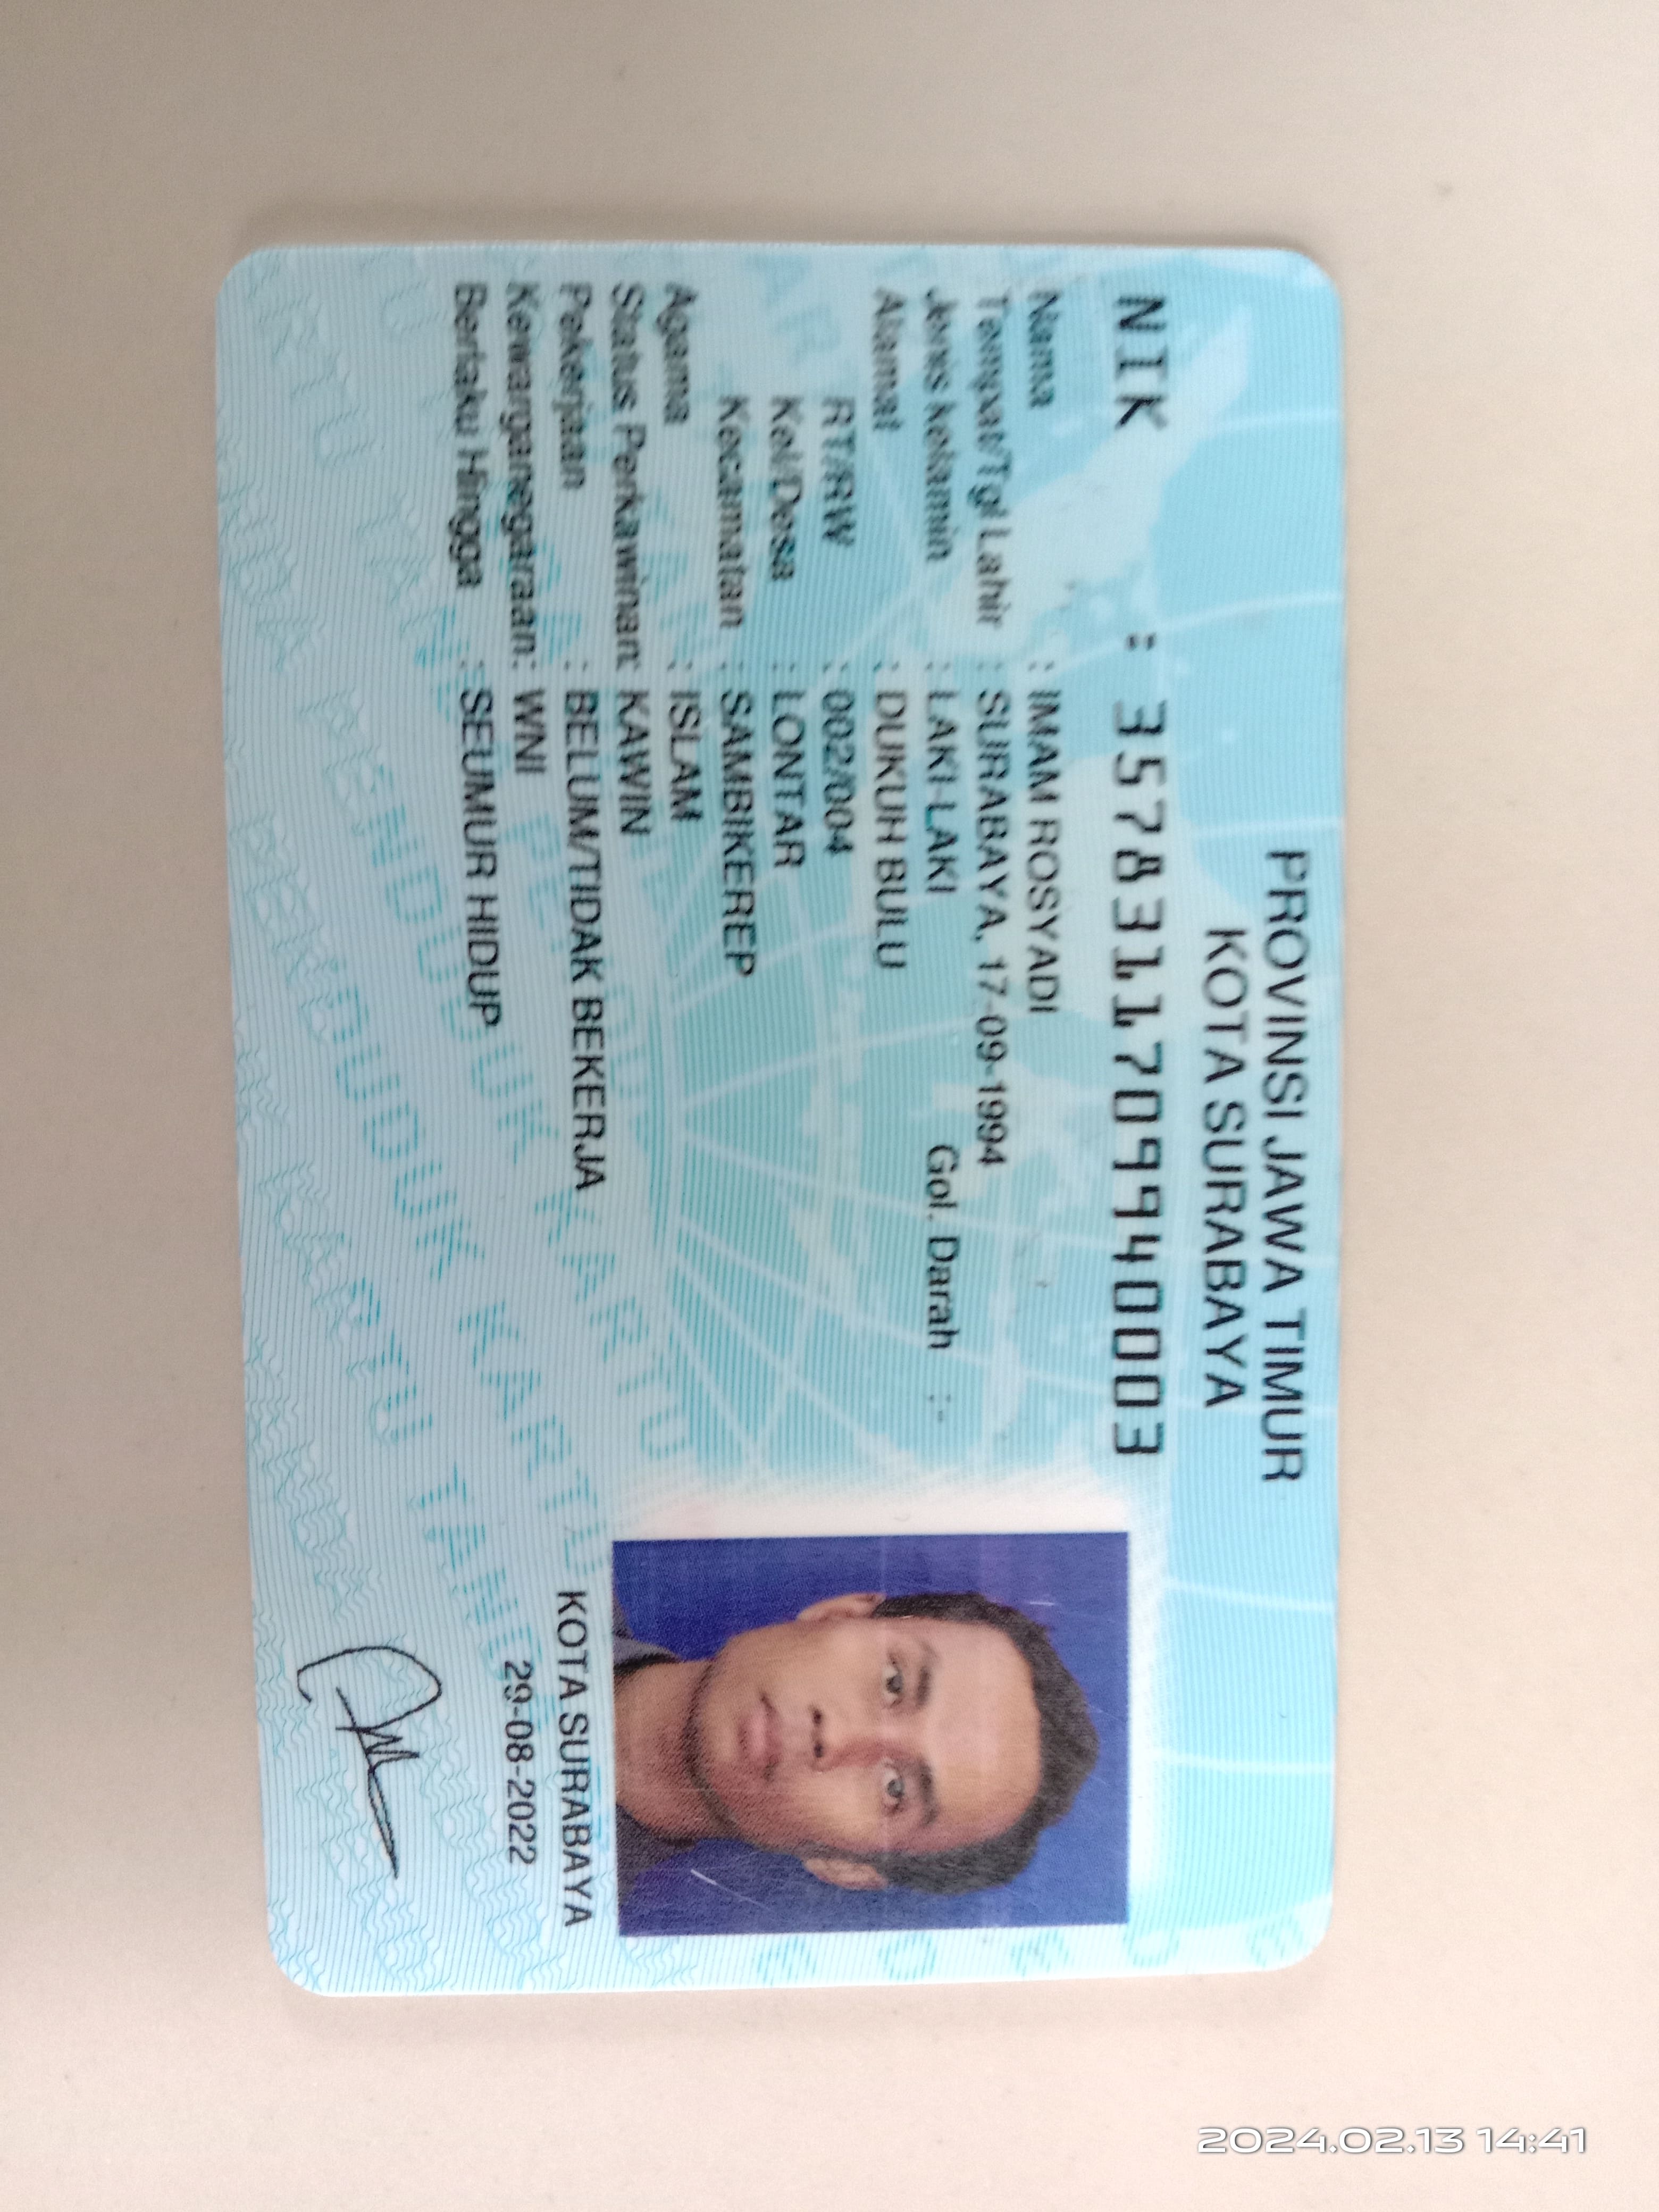 PROVINSI JAWA TIMUR
KOTA SURABAYA
NIK : 3578311709940003
Nama : IMAM ROSYADI
Tempat/Tgl Lahir : SURABAYA, 17-09-1994
Jenis kelamin : LAKI-LAKI Gol. Darah :-
Alamat : DUKUH BULU
RT/RW : 002/004
Kel/Desa : LONTAR
Kecamatan : SAMBIKEREP
Agama : ISLAM
Status Perkawinan: KAWIN
Pekerjaan : BELUM/TIDAK BEKERJA
Kewarganegaraan: WNI
Berlaku Hingga : SEUMUR HIDUP
KOTA SURABAYA
29-08-2022
2024.02.13 14:41